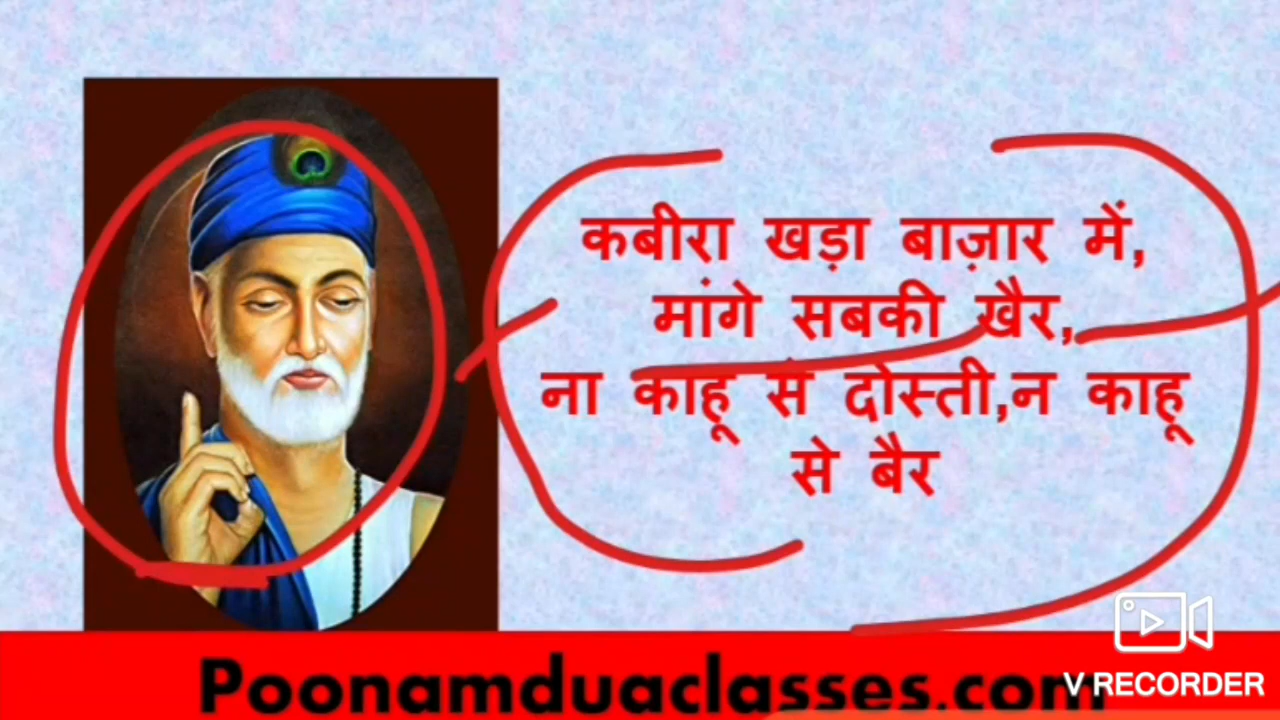 कबीरा खड़ा बाज़ार में,
मांगे सबकी खैर,
ना काहू से दोस्ती,न काहू
से बैर
Poonamduaclasses.com
V RECORDER